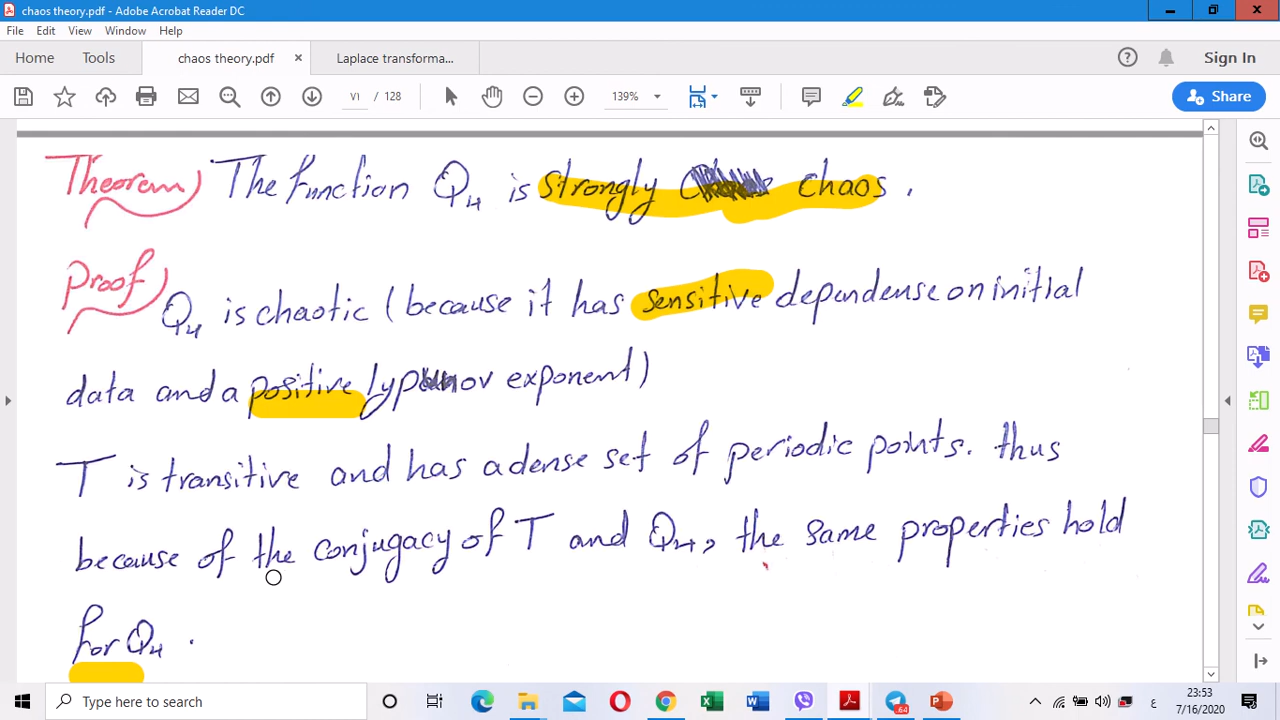 chaos theory.pdf - Adobe Acrobat Reader DC
File Edit View Window Help
Home Tools chaos theory.pdf × Laplace transforma... Sign In
٧١ / 128 139% Share
Theorem) The function Q4 is strongly chaos.
Proof) Q4 is chaotic (because it has sensitive dependense on initial
data and a positive lyp ov exponent)
T is transitive and has a dense set of periodic points. thus
because of the conjugacy of T and Q4, the same properties hold
for Q4.
Type here to search
64
ع 23:53
7/16/2020